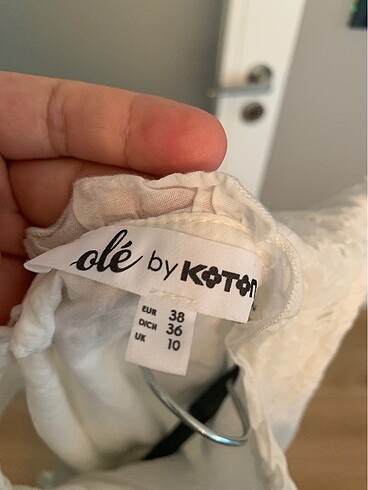 olé by KOTON
EUR 38
D/CH 36
UK 10